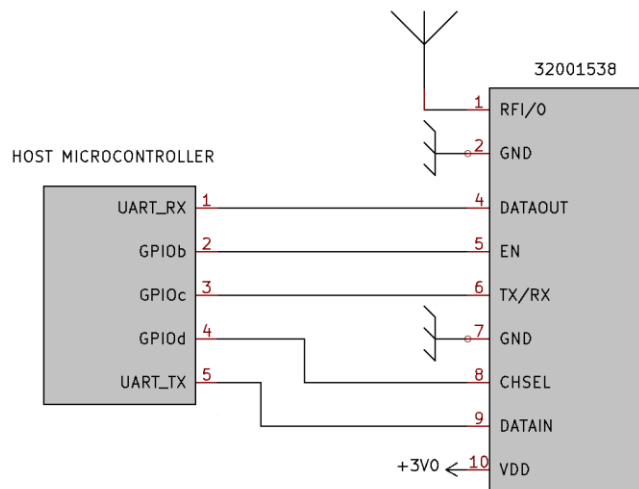 32001538
1 RFI/O
2 GND
HOST MICROCONTROLLER
UART_RX 1 4 DATAOUT
GPIOb 2 5 EN
GPIOc 3 6 TX/RX
GPIOd 4 7 GND
UART_TX 5 8 CHSEL
9 DATAIN
+3V0 10 VDD